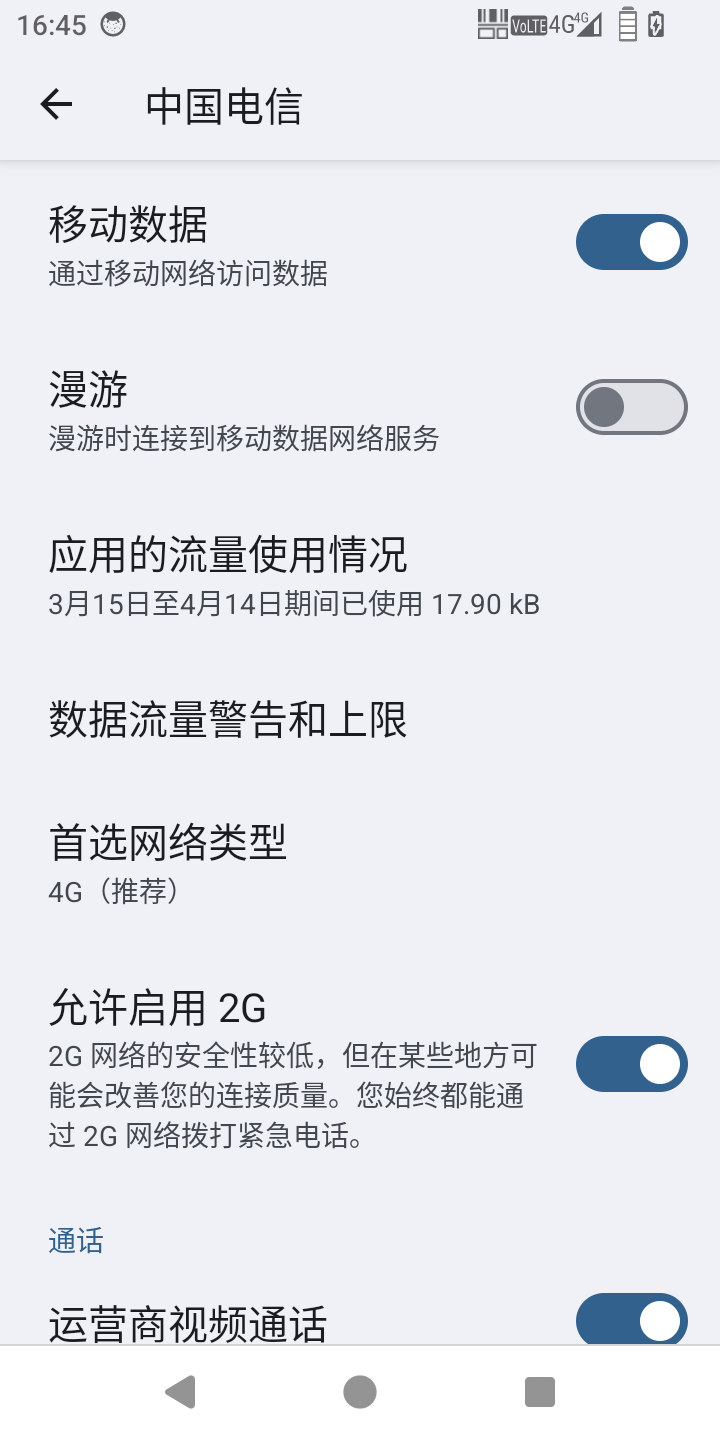 16:45
VoLTE 4G 4G
中国电信
移动数据
通过移动网络访问数据
漫游
漫游时连接到移动数据网络服务
应用的流量使用情况
3月15日至4月14日期间已使用 17.90 kB
数据流量警告和上限
首选网络类型
4G（推荐）
允许启用 2G
2G 网络的安全性较低，但在某些地方可
能会改善您的连接质量。您始终都能通
过 2G 网络拨打紧急电话。
通话
运营商视频通话